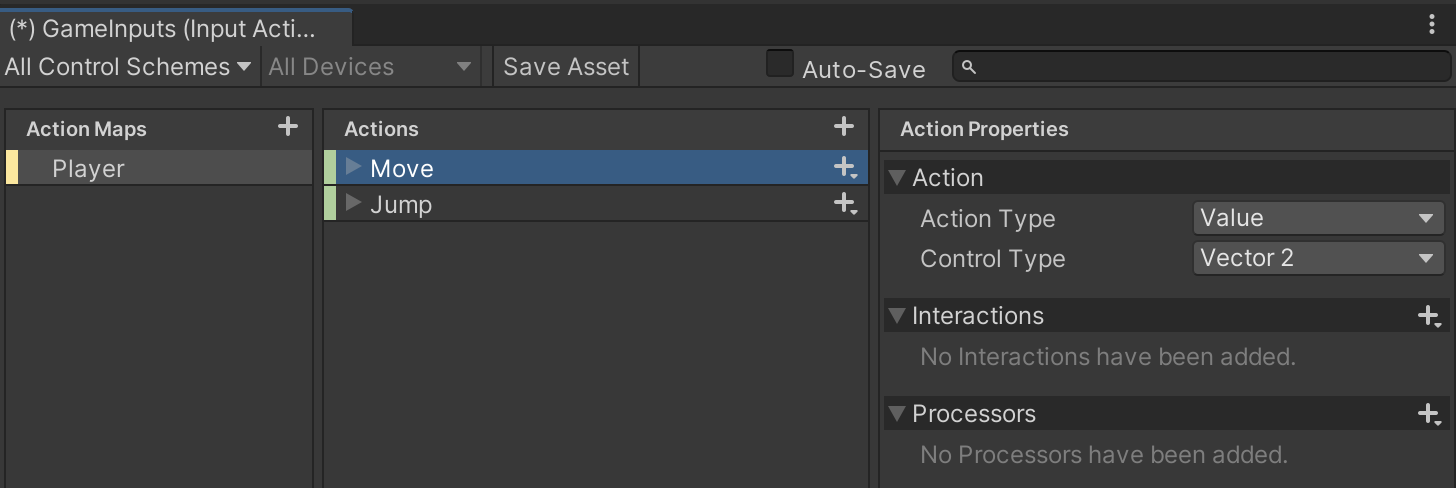 (*) GameInputs (Input Acti...
All Control Schemes
All Devices
Save Asset
Auto-Save
Action Maps
Player
Actions
Move
Jump
Action Properties
Action
Action Type
Value
Control Type
Vector 2
Interactions
No Interactions have been added.
Processors
No Processors have been added.